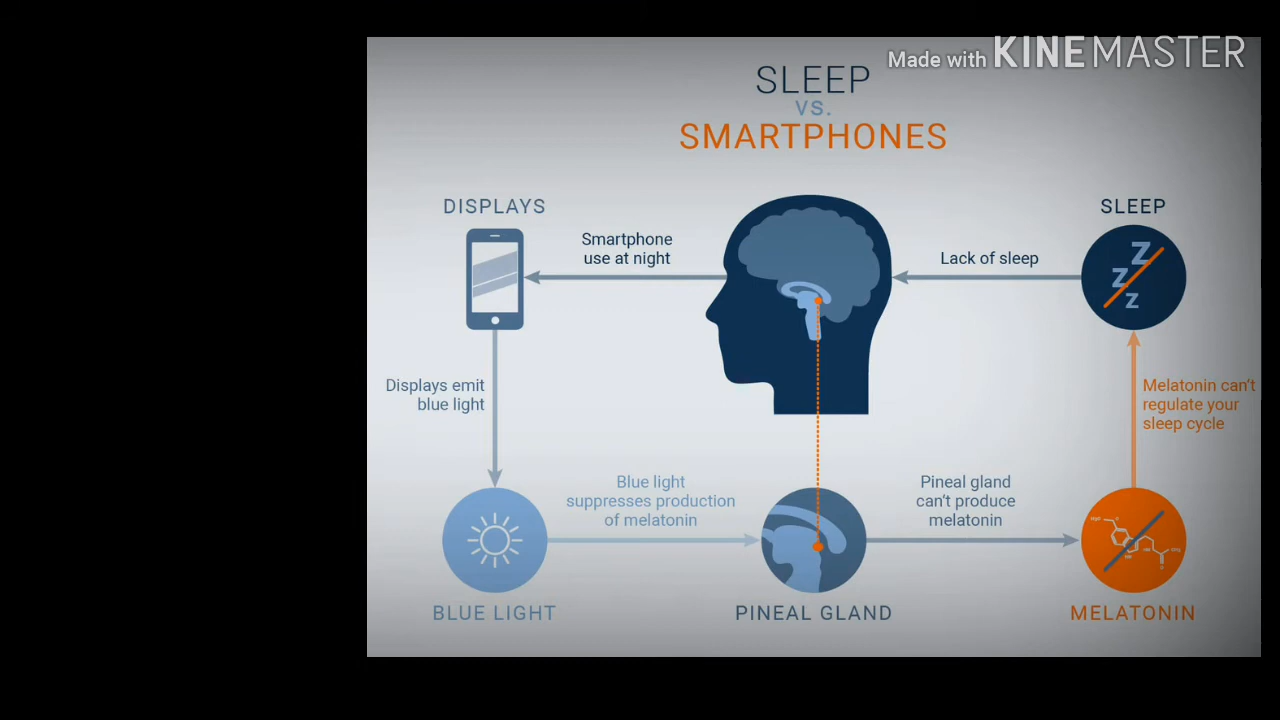 Made with KINEMASTER
SLEEP
VS.
SMARTPHONES
DISPLAYS
SLEEP
Smartphone
use at night
Lack of sleep
Z
Z
Z
Displays emit
blue light
Melatonin can't
regulate your
sleep cycle
Blue light
suppresses production
of melatonin
Pineal gland
can't produce
melatonin
BLUE LIGHT
PINEAL GLAND
MELATONIN